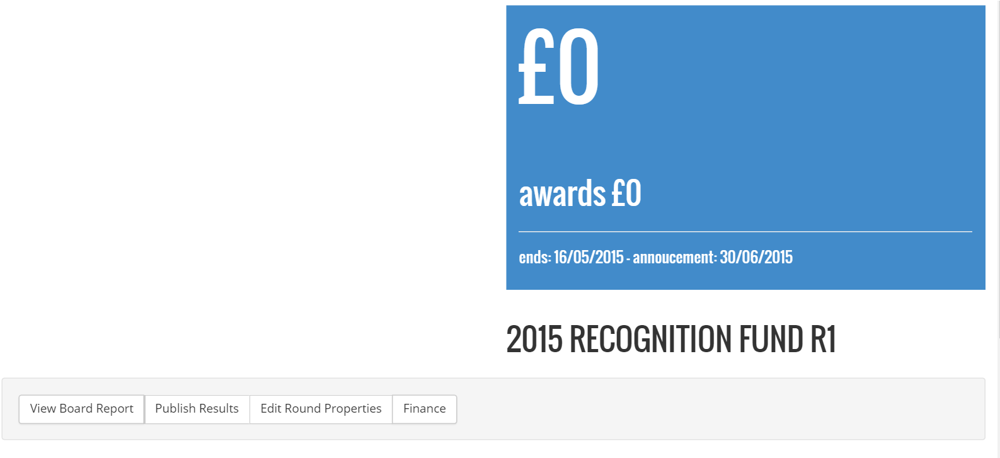 £0
awards £0
ends: 16/05/2015 - annoucement: 30/06/2015
2015 RECOGNITION FUND R1
View Board Report Publish Results Edit Round Properties Finance